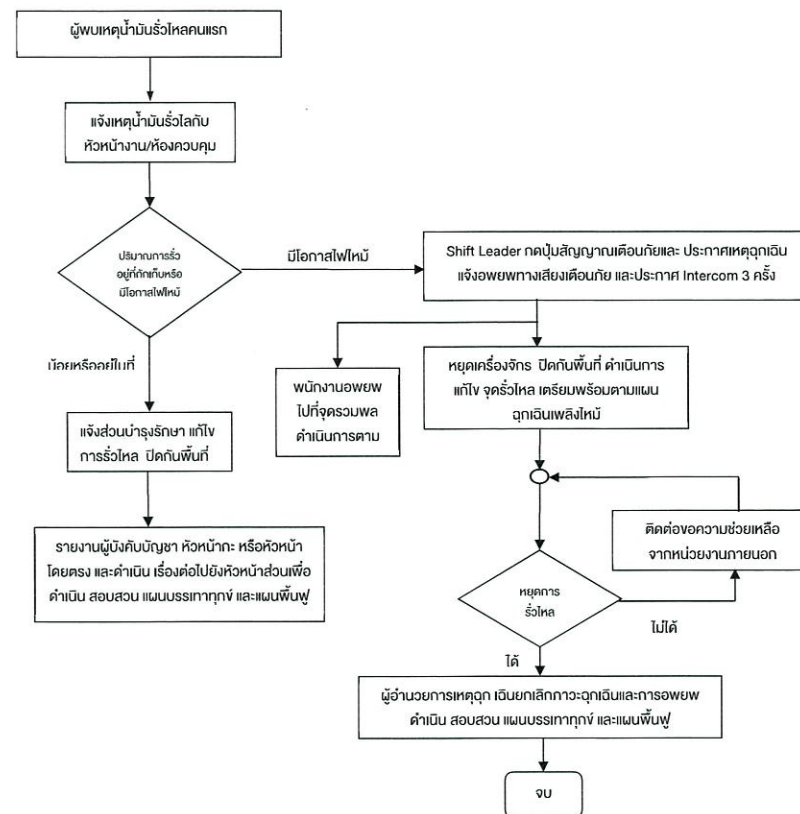 ผู้พบเหตุน้ำมันรั่วไหลคนแรก
แจ้งเหตุน้ำมันรั่วไลกับ
หัวหน้างาน/ห้องควบคุม
ปริมาณการรั่ว
อยู่ที่กักเก็บหรือ
มีโอกาสไฟไหม้
มีโอกาสไฟไหม้
Shift Leader กดปุ่มสัญญาณเตือนภัยและ ประกาศเหตุฉุกเฉิน
แจ้งอพยพทางเสียงเตือนภัย และประกาศ Intercom 3 ครั้ง
น้อยหรืออยู่ในที่
พนักงานอพยพ
ไปที่จุดรวมพล
ดำเนินการตาม
หยุดเครื่องจักร ปิดกั้นพื้นที่ ดำเนินการ
แก้ไข จุดรั่วไหล เตรียมพร้อมตามแผน
ฉุกเฉินเพลิงไหม้
แจ้งส่วนบำรุงรักษา แก้ไข
การรั่วไหล ปิดกั้นพื้นที่
รายงานผู้บังคับบัญชา หัวหน้ากะ หรือหัวหน้า
โดยตรง และดำเนิน เรื่องต่อไปยังหัวหน้าส่วนเพื่อ
ดำเนิน สอบสวน แผนบรรเทาทุกข์ และแผนฟื้นฟู
ติดต่อขอความช่วยเหลือ
จากหน่วยงานภายนอก
หยุดการ
รั่วไหล
ไม่ได้
ได้
ผู้อำนวยการเหตุฉุก เฉินยกเลิกภาวะฉุกเฉินและการอพยพ
ดำเนิน สอบสวน แผนบรรเทาทุกข์ และแผนฟื้นฟู
จบ